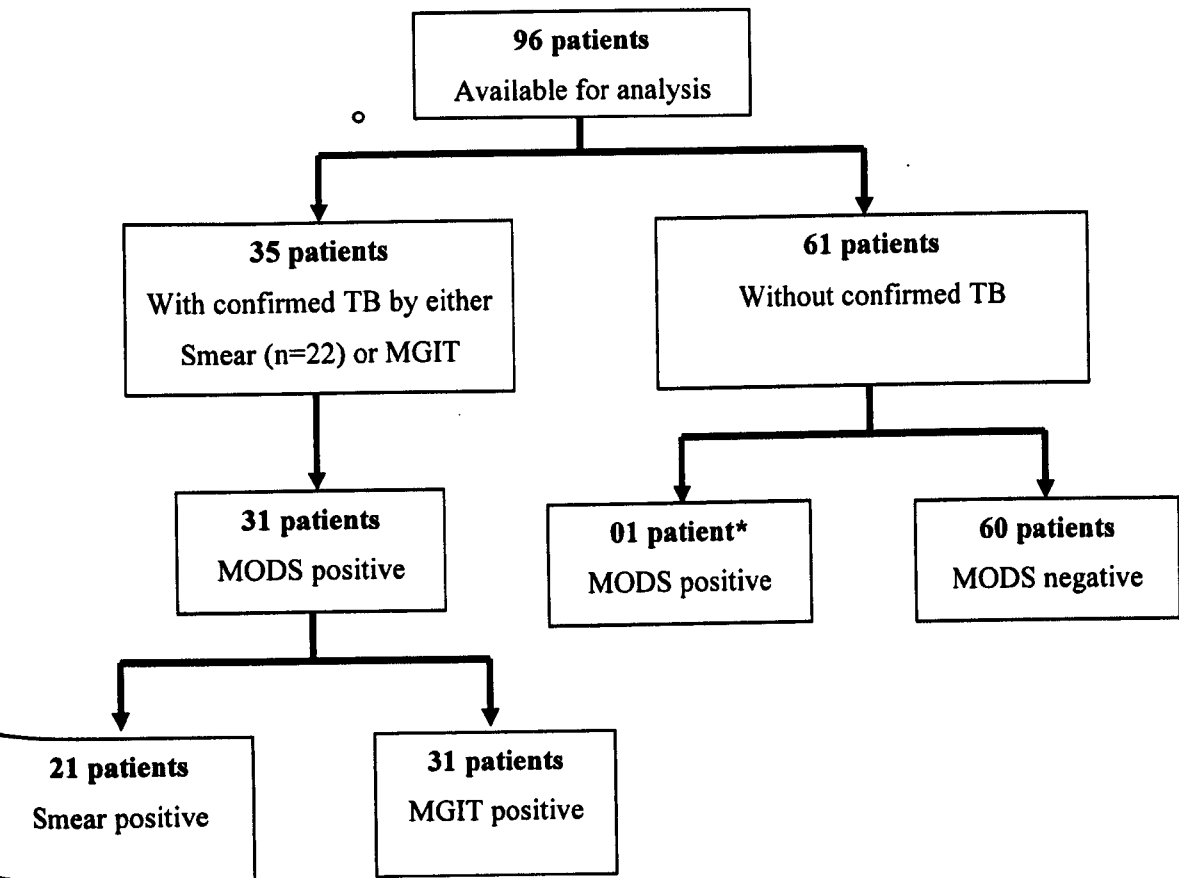 96 patients
Available for analysis
35 patients
With confirmed TB by either
Smear (n=22) or MGIT
61 patients
Without confirmed TB
31 patients
MODS positive
01 patient*
MODS positive
60 patients
MODS negative
21 patients
Smear positive
31 patients
MGIT positive